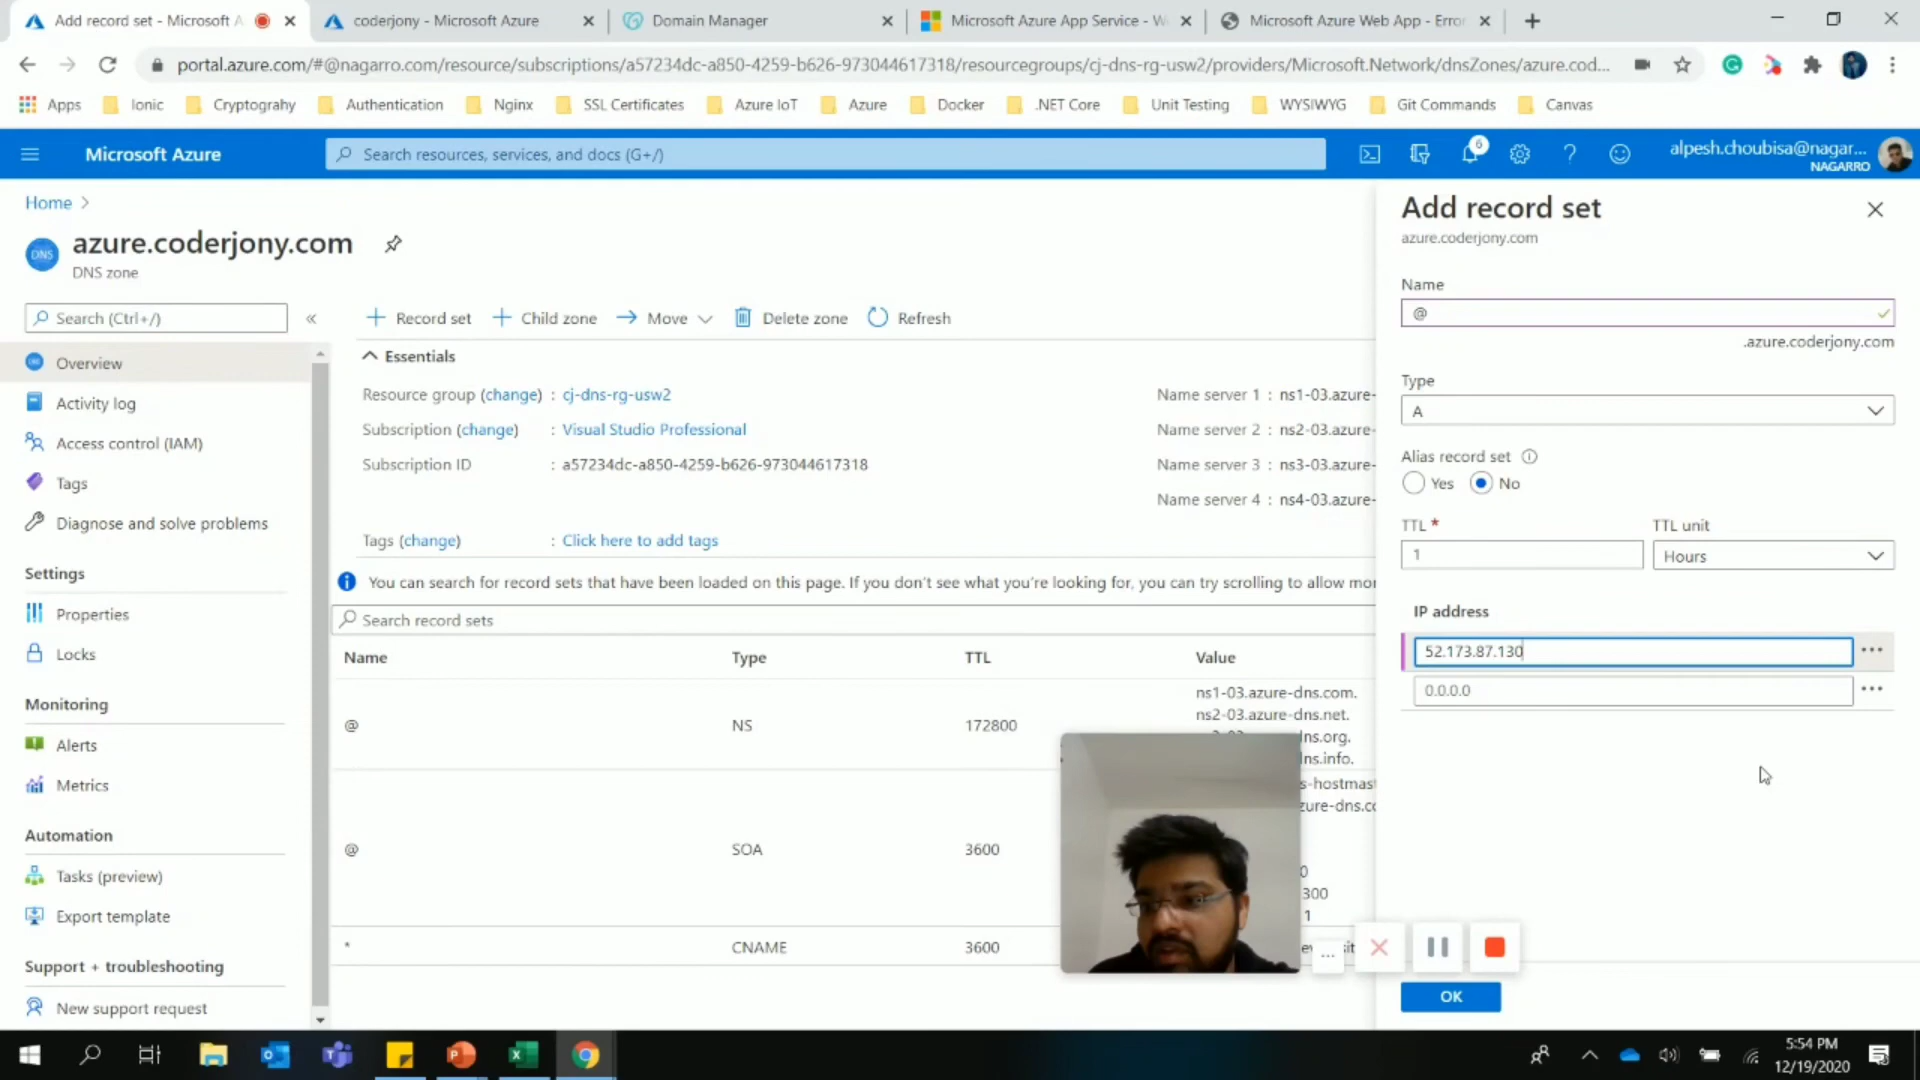 Add record set - Microsoft A
coderjony - Microsoft Azure
Domain Manager
Microsoft Azure App Service - W
Microsoft Azure Web App - Error
portal.azure.com/#@nagarro.com/resource/subscriptions/a57234dc-a850-4259-b626-973044617318/resourcegroups/cj-dns-rg-usw2/providers/Microsoft.Network/dnsZones/azure.cod...
Apps
Ionic
Cryptograhy
Authentication
Nginx
SSL Certificates
Azure IoT
Azure
Docker
.NET Core
Unit Testing
WYSIWYG
Git Commands
Canvas
Microsoft Azure
Search resources, services, and docs (G+/)
6
alpesh.choubisa@nagar...
NAGARRO
Home >
DNS
azure.coderjony.com
DNS zone
Search (Ctrl+/)
«
Overview
Activity log
Access control (IAM)
Tags
Diagnose and solve problems
Settings
Properties
Locks
Monitoring
Alerts
Metrics
Automation
Tasks (preview)
Export template
Support + troubleshooting
New support request
+ Record set
+ Child zone
Move
Delete zone
Refresh
Essentials
Resource group (change) : cj-dns-rg-usw2
Subscription (change) : Visual Studio Professional
Subscription ID : a57234dc-a850-4259-b626-973044617318
Name server 1 : ns1-03.azure-
Name server 2 : ns2-03.azure-
Name server 3 : ns3-03.azure-
Name server 4 : ns4-03.azure-
Tags (change) : Click here to add tags
You can search for record sets that have been loaded on this page. If you don't see what you're looking for, you can try scrolling to allow mor
Search record sets
Name Type TTL Value
@ NS 172800
ns1-03.azure-dns.com.
ns2-03.azure-dns.net.
ns.org.
ns.info.
@ SOA 3600
s-hostmast
zure-dns.co
0
300
1
* CNAME 3600
Add record set
azure.coderjony.com
Name
@
.azure.coderjony.com
Type
A
Alias record set
Yes
No
TTL *
TTL unit
1
Hours
IP address
52.173.87.130
...
0.0.0.0
...
...
OK
5:54 PM
12/19/2020